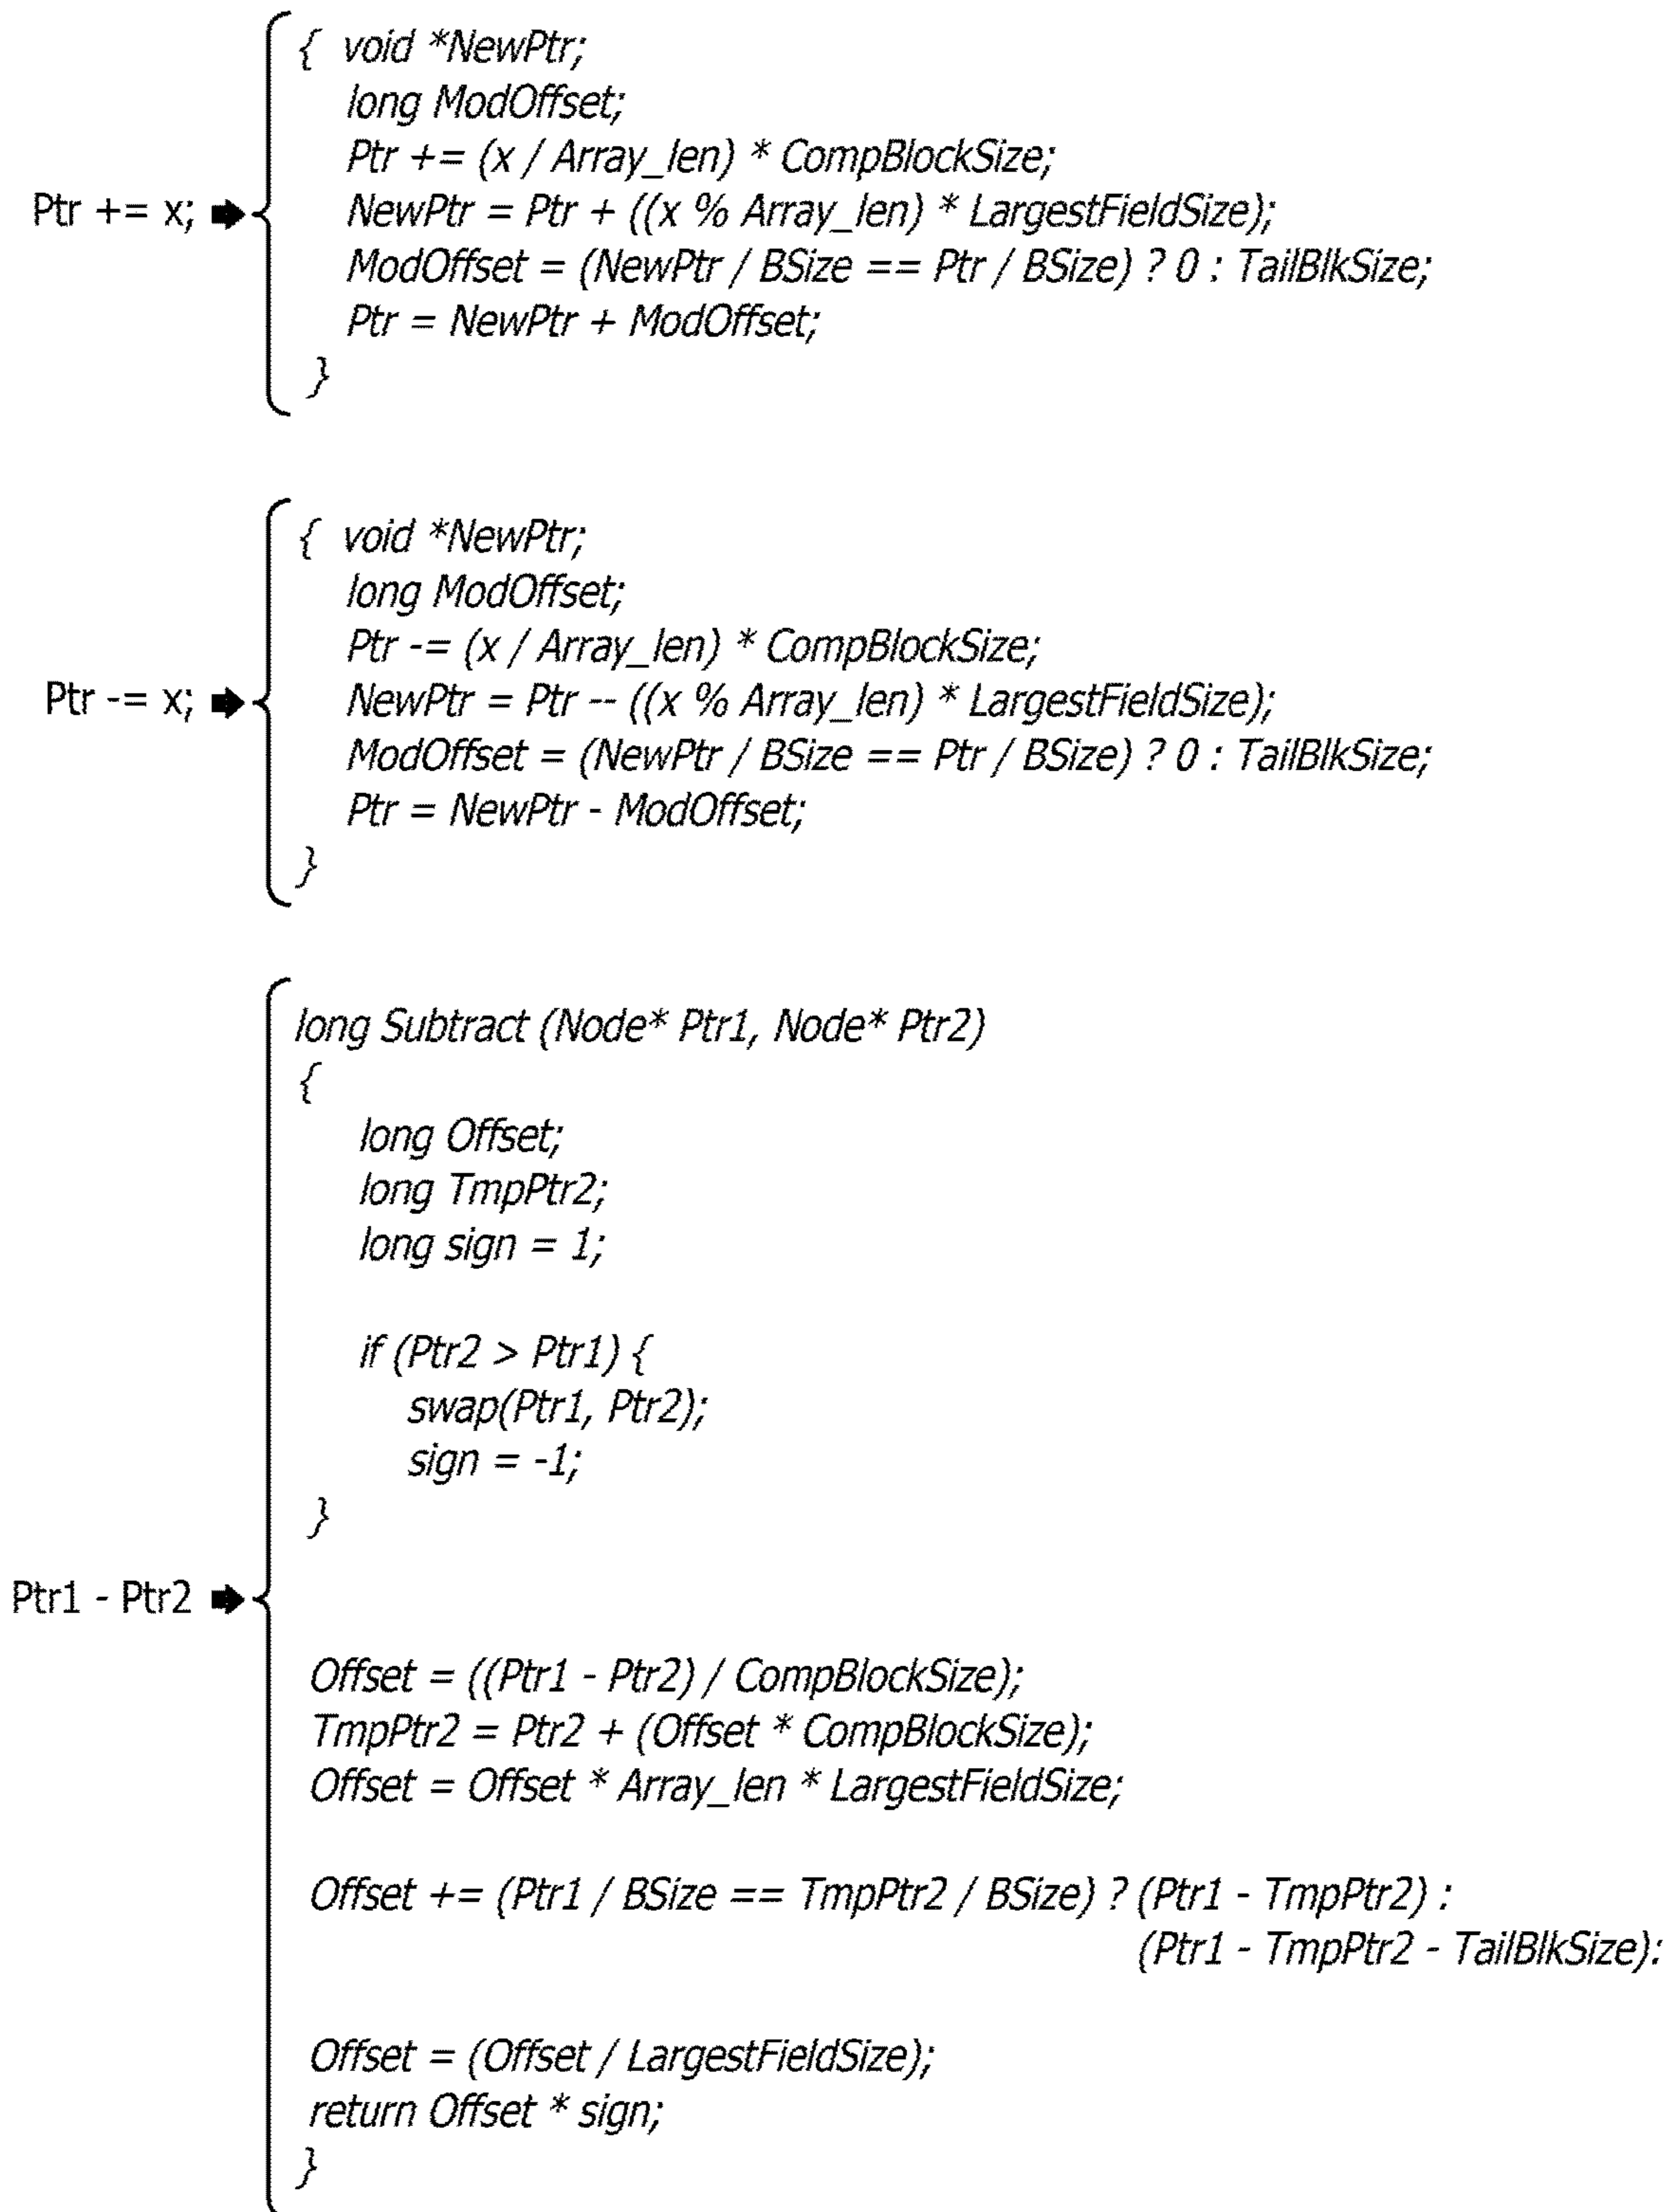 { void *NewPtr;
long ModOffset;
Ptr += (x / Array_len) * CompBlockSize;
Ptr += x; ➡ NewPtr = Ptr + ((x % Array_len) * LargestFieldSize);
ModOffset = (NewPtr / BSize == Ptr / BSize) ? 0 : TailBlkSize;
Ptr = NewPtr + ModOffset;
}
{ void *NewPtr;
long ModOffset;
Ptr -= (x / Array_len) * CompBlockSize;
Ptr -= x; ➡ NewPtr = Ptr -- ((x % Array_len) * LargestFieldSize);
ModOffset = (NewPtr / BSize == Ptr / BSize) ? 0 : TailBlkSize;
Ptr = NewPtr - ModOffset;
}
long Subtract (Node* Ptr1, Node* Ptr2)
{
long Offset;
long TmpPtr2;
long sign = 1;
if (Ptr2 > Ptr1) {
swap(Ptr1, Ptr2);
sign = -1;
}
Ptr1 - Ptr2 ➡
Offset = ((Ptr1 - Ptr2) / CompBlockSize);
TmpPtr2 = Ptr2 + (Offset * CompBlockSize);
Offset = Offset * Array_len * LargestFieldSize;
Offset += (Ptr1 / BSize == TmpPtr2 / BSize) ? (Ptr1 - TmpPtr2) :
(Ptr1 - TmpPtr2 - TailBlkSize):
Offset = (Offset / LargestFieldSize);
return Offset * sign;
}